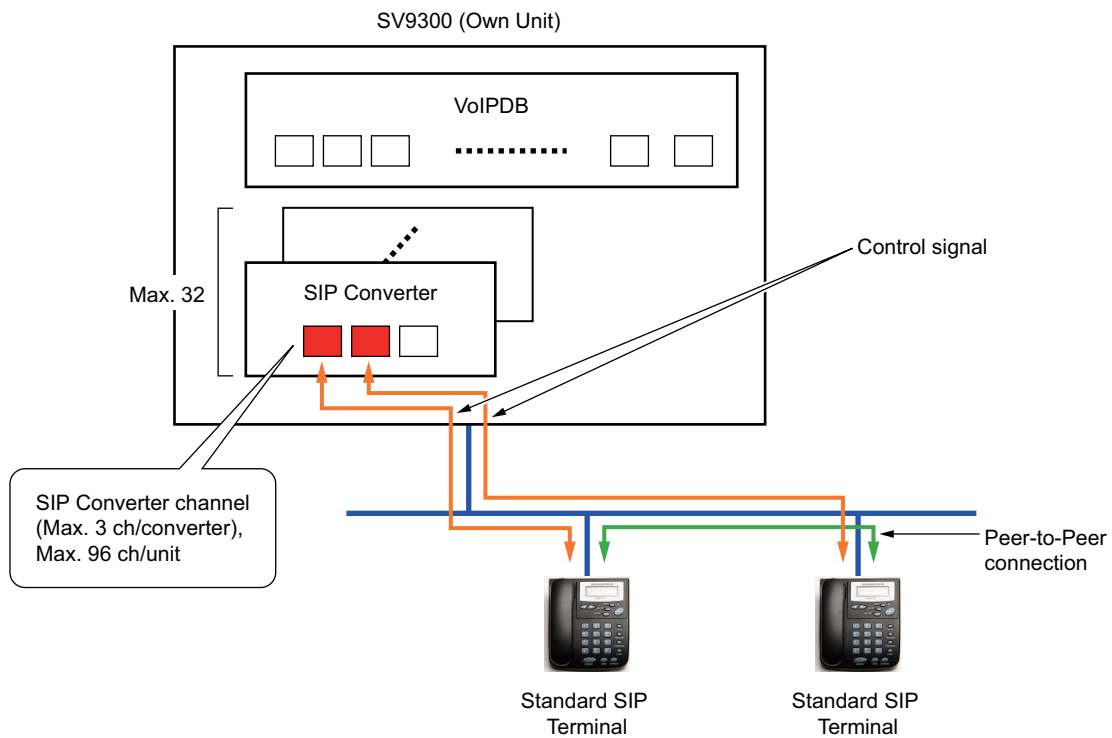 SV9300 (Own Unit)
VoIPDB
Control signal
Max. 32
SIP Converter
SIP Converter channel
(Max. 3 ch/converter),
Max. 96 ch/unit
Peer-to-Peer
connection
Standard SIP
Terminal
Standard SIP
Terminal